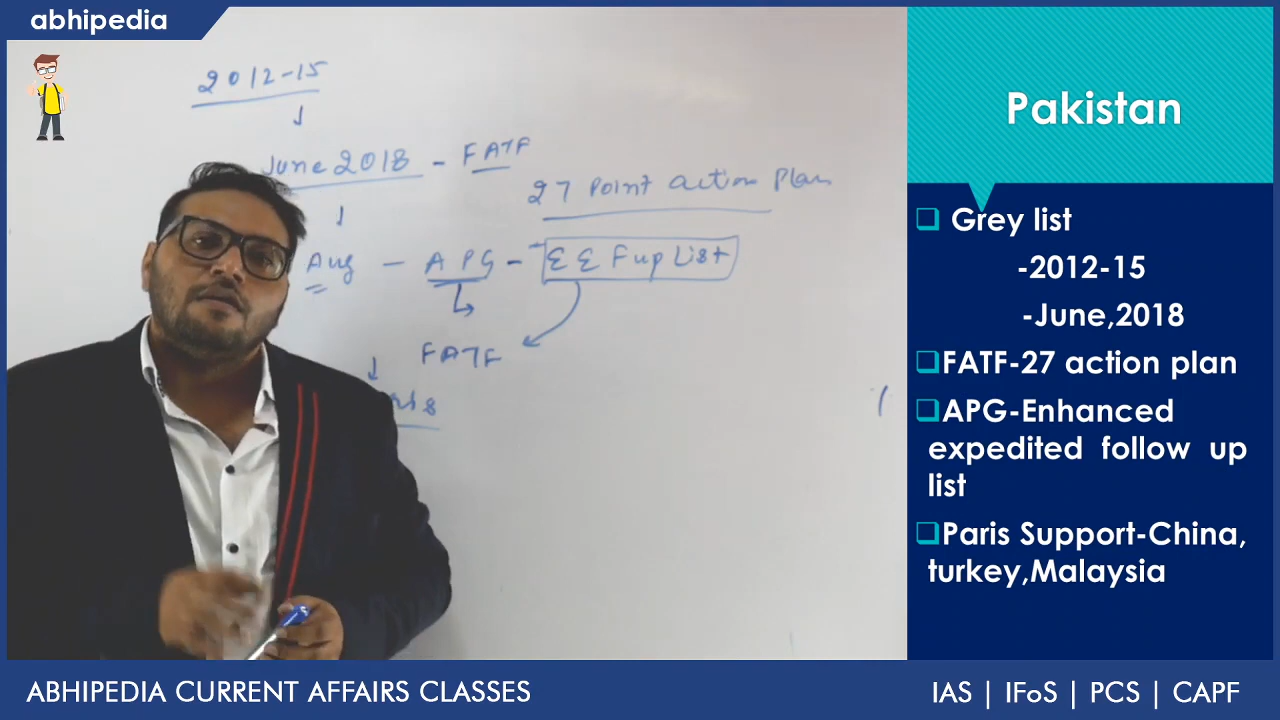 abhipedia
2012-15
June 2018 - FATF
27 Point action Plan
Aug - APG - EE Fup List
FATF
Pakistan
Grey list
-2012-15
-June,2018
FATF-27 action plan
APG-Enhanced
expedited follow up
list
Paris Support-China,
turkey,Malaysia
ABHIPEDIA CURRENT AFFAIRS CLASSES
IAS | IFoS | PCS | CAPF